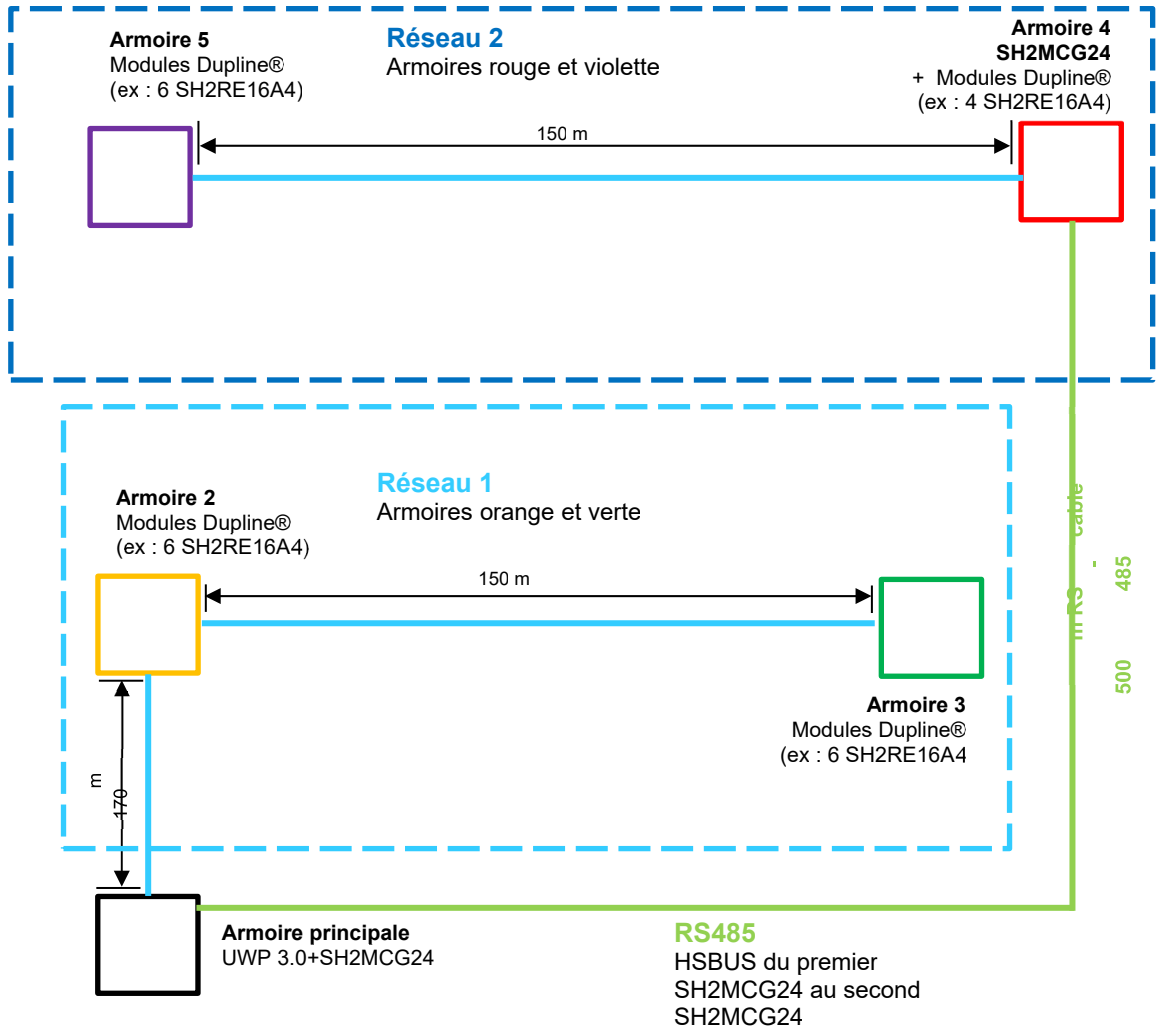 Armoire 5
Modules Dupline®
(ex : 6 SH2RE16A4)
Réseau 2
Armoires rouge et violette
Armoire 4
SH2MCG24
+ Modules Dupline®
(ex : 4 SH2RE16A4)
150 m
Réseau 1
Armoires orange et verte
Armoire 2
Modules Dupline®
(ex : 6 SH2RE16A4)
150 m
Armoire 3
Modules Dupline®
(ex : 6 SH2RE16A4
170
m
500
m RS
-
485
cable
Armoire principale
UWP 3.0+SH2MCG24
RS485
HSBUS du premier
SH2MCG24 au second
SH2MCG24